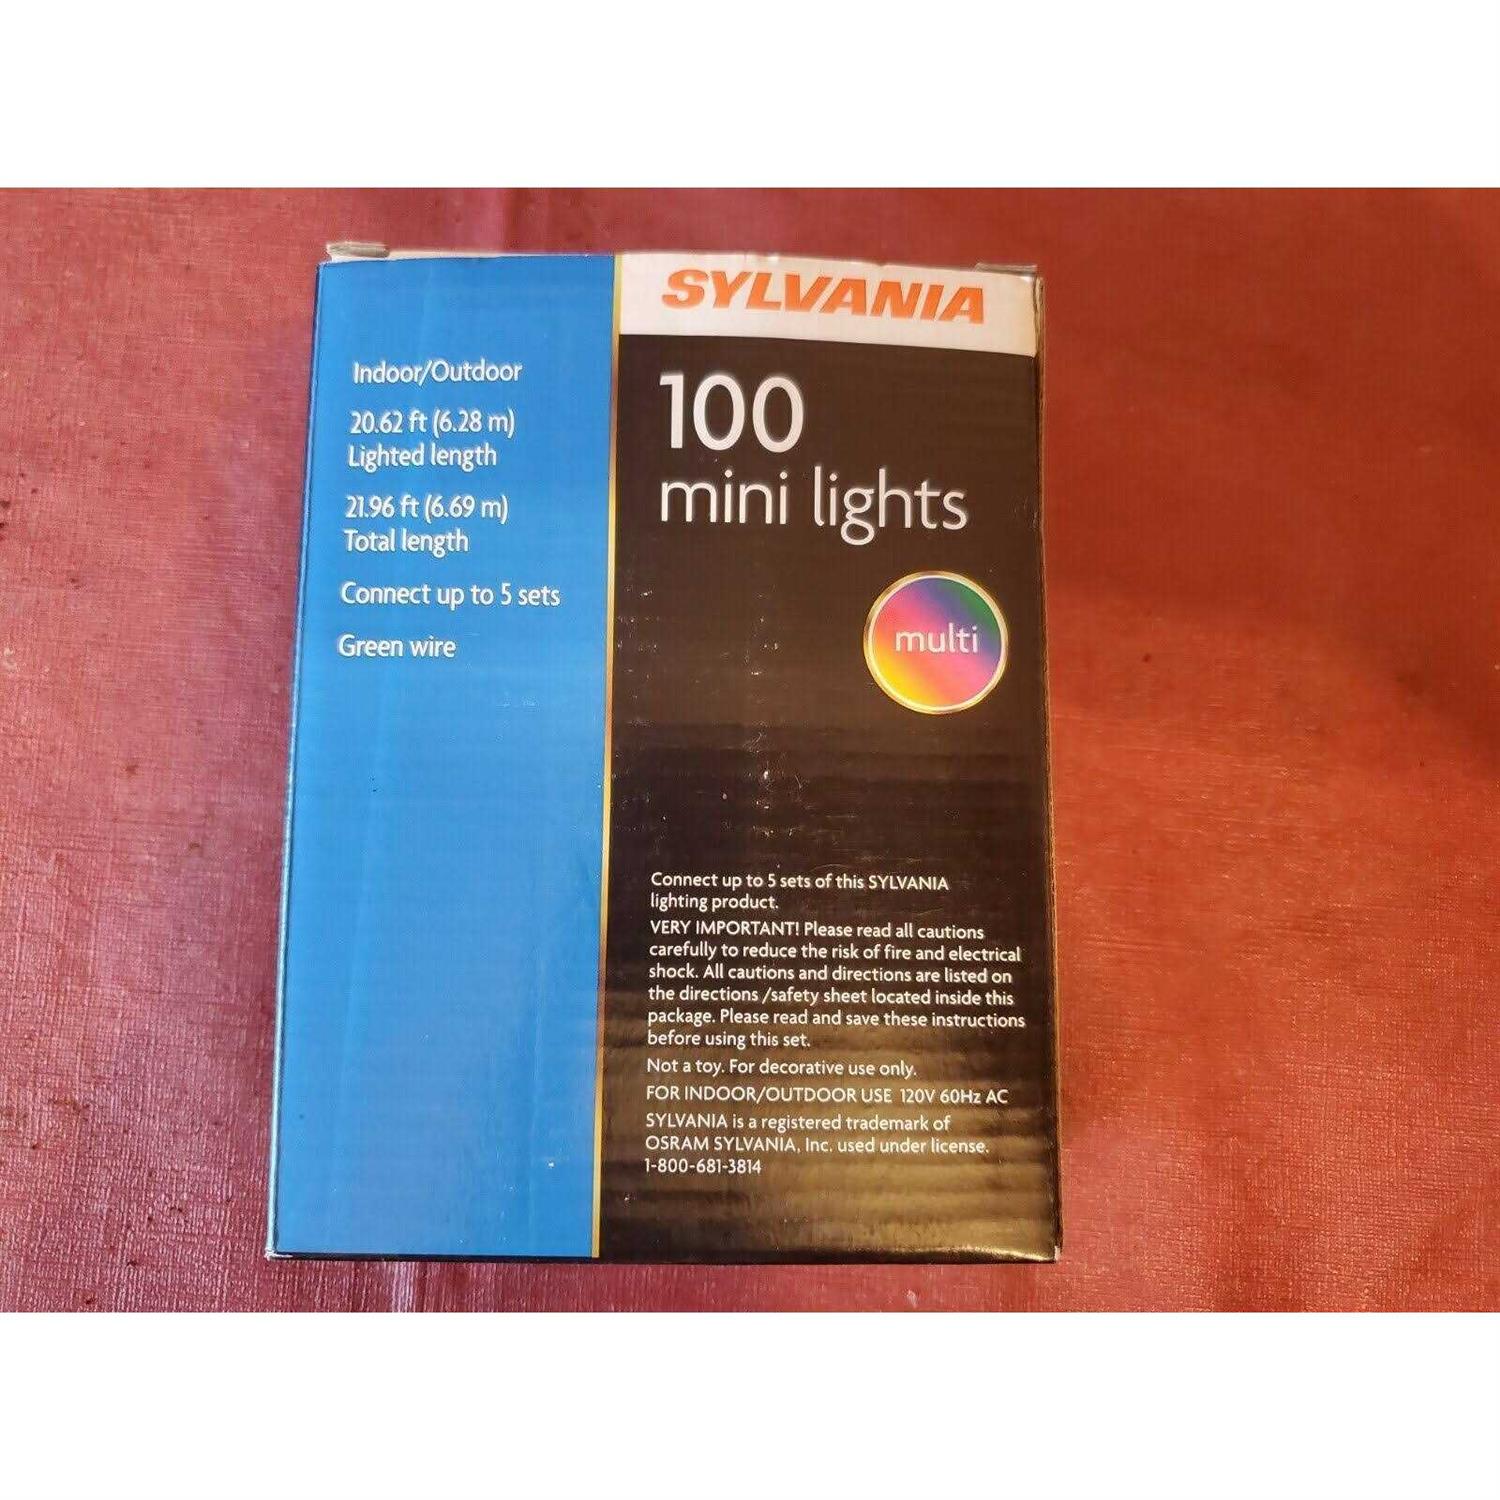 Indoor/Outdoor
20.62 ft (6.28 m)
Lighted length
21.96 ft (6.69 m)
Total length
Connect up to 5 sets
Green wire
SYLVANIA
100
mini lights
multi
Connect up to 5 sets of this SYLVANIA
lighting product.
VERY IMPORTANT! Please read all cautions
carefully to reduce the risk of fire and electrical
shock. All cautions and directions are listed on
the directions /safety sheet located inside this
package. Please read and save these instructions
before using this set.
Not a toy. For decorative use only.
FOR INDOOR/OUTDOOR USE 120V 60Hz AC
SYLVANIA is a registered trademark of
OSRAM SYLVANIA, Inc. used under license.
1-800-681-3814